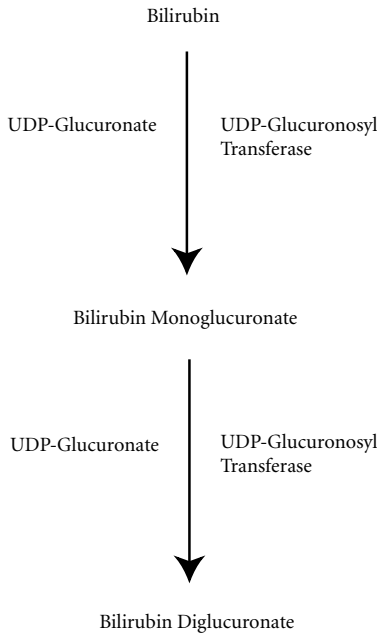 Bilirubin
UDP-Glucuronate
UDP-Glucuronosyl
Transferase
Bilirubin Monoglucuronate
UDP-Glucuronate
UDP-Glucuronosyl
Transferase
Bilirubin Diglucuronate